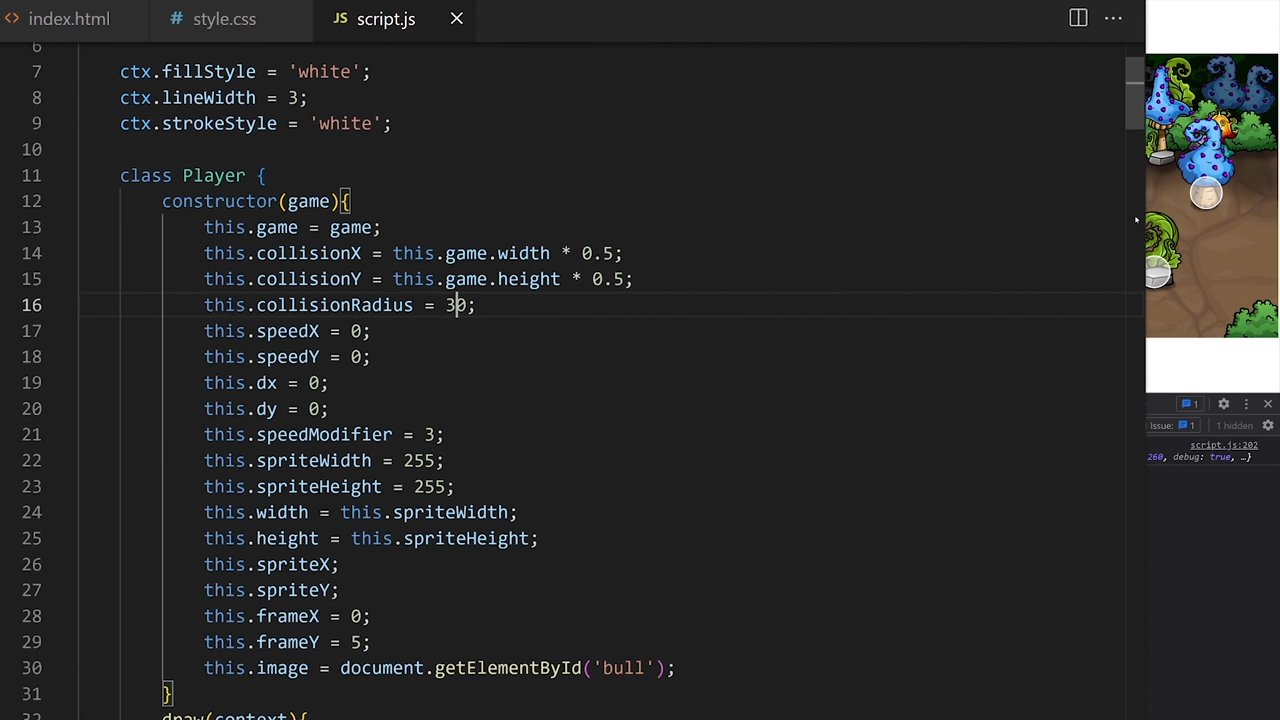 index.html
# style.css
JS script.js
6
7 ctx.fillStyle = 'white';
8 ctx.lineWidth = 3;
9 ctx.strokeStyle = 'white';
10
11 class Player {
12 constructor(game){
13 this.game = game;
14 this.collisionX = this.game.width * 0.5;
15 this.collisionY = this.game.height * 0.5;
16 this.collisionRadius = 30;
17 this.speedX = 0;
18 this.speedY = 0;
19 this.dx = 0;
20 this.dy = 0;
21 this.speedModifier = 3;
22 this.spriteWidth = 255;
23 this.spriteHeight = 255;
24 this.width = this.spriteWidth;
25 this.height = this.spriteHeight;
26 this.spriteX;
27 this.spriteY;
28 this.frameX = 0;
29 this.frameY = 5;
30 this.image = document.getElementById('bull');
31 }
32 draw(context){
1
Issue: 1 1 hidden
script.js:202
260, debug: true, …}